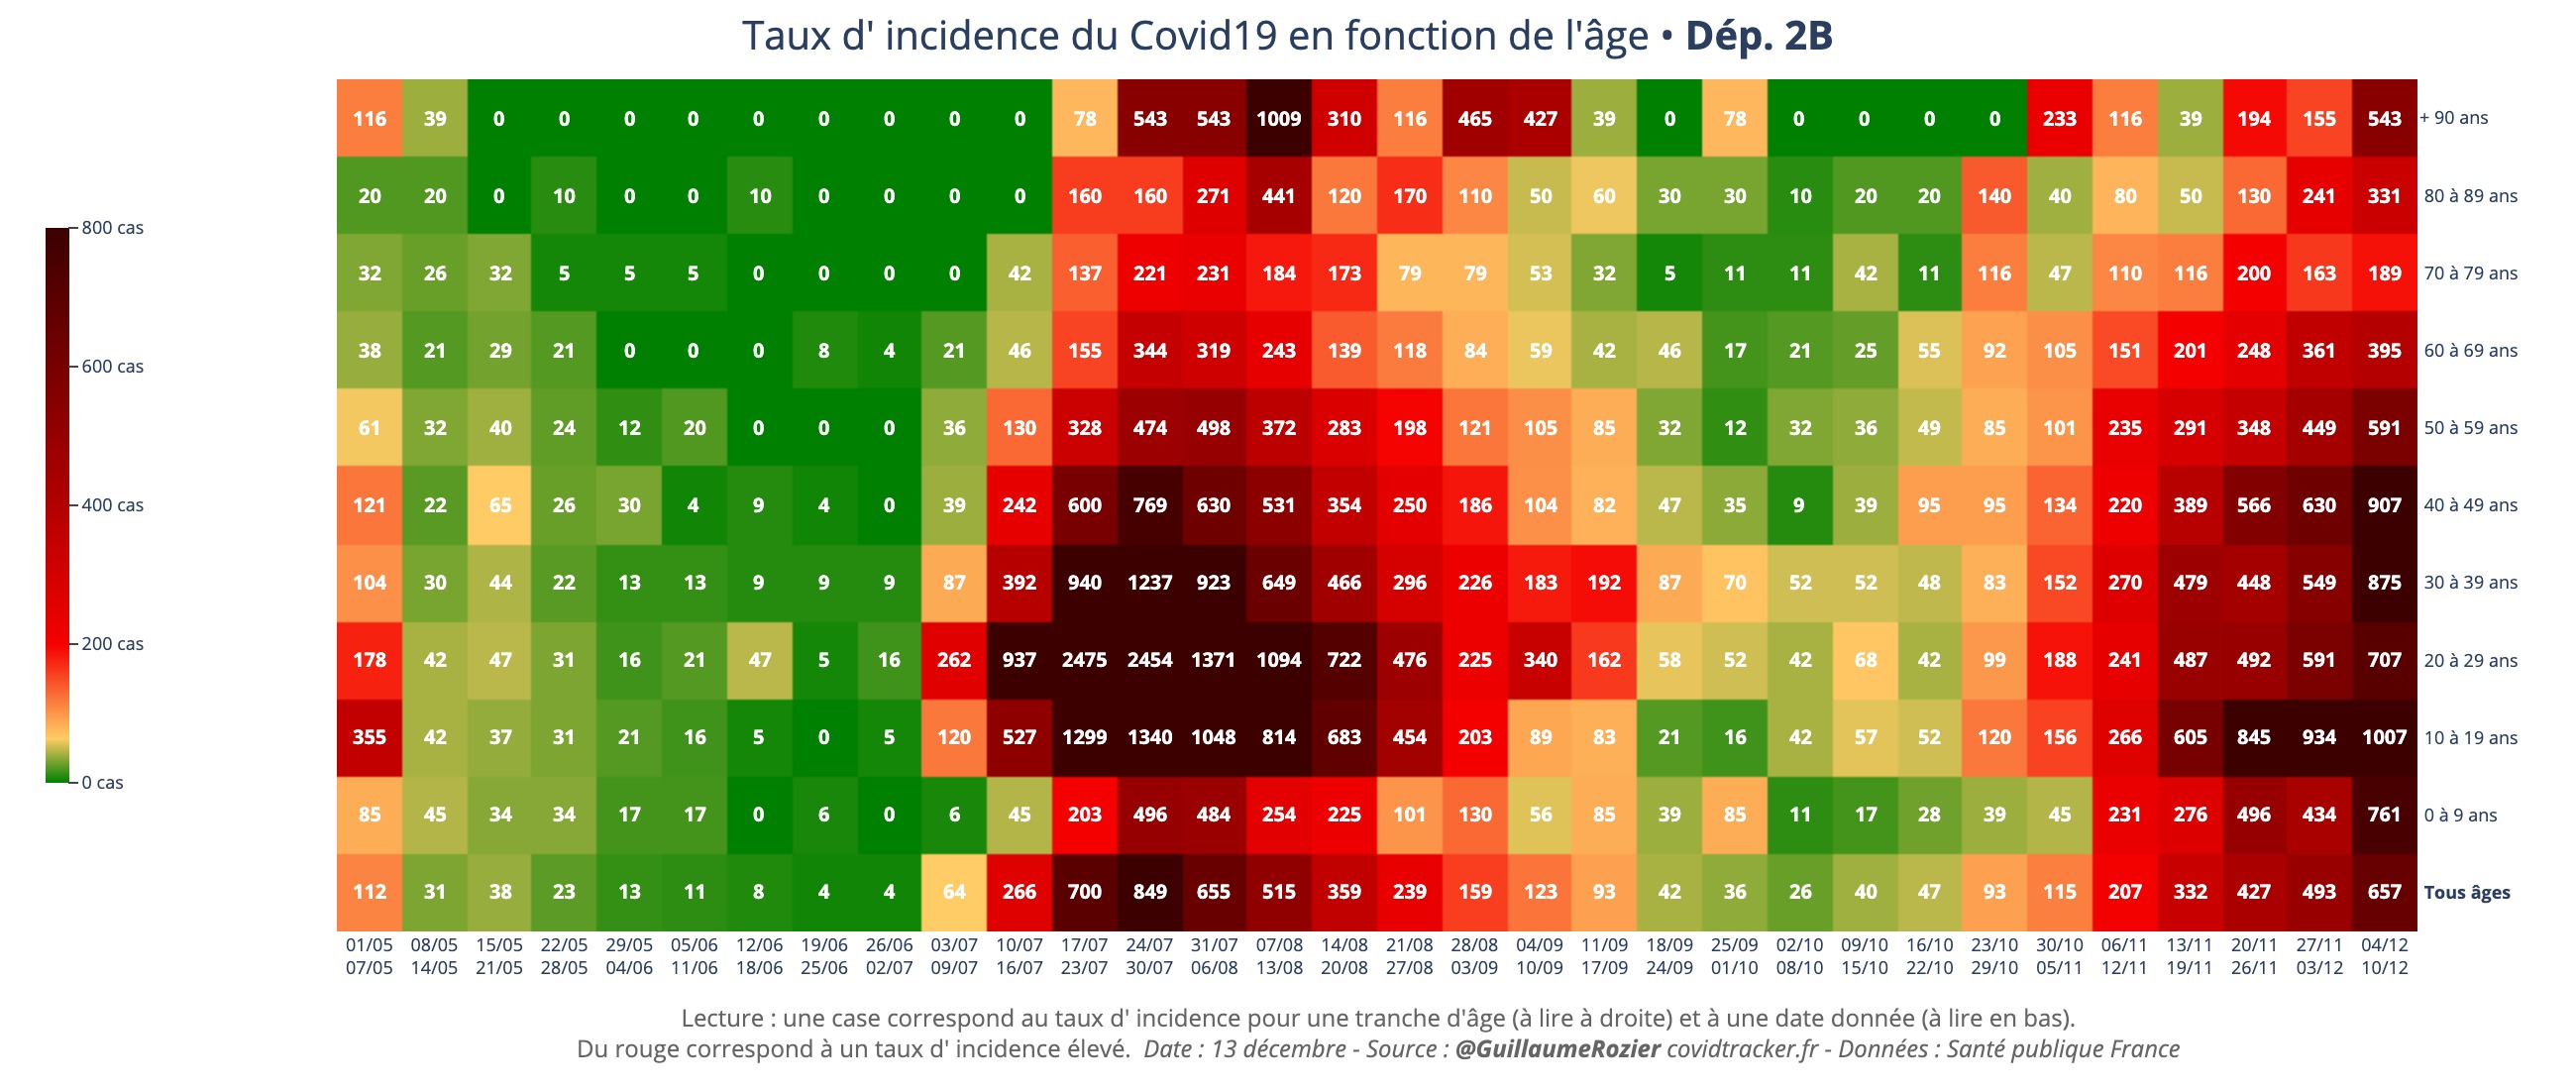 Taux d' incidence du Covid19 en fonction de l'âge • Dép. 2B
116 39 0 0 0 0 0 0 0 0 0 78 543 543 1009 310 116 465 427 39 0 78 0 0 0 0 233 116 39 194 155 543 + 90 ans
20 20 0 10 0 0 10 0 0 0 0 160 160 271 441 120 170 110 50 60 30 30 10 20 20 140 40 80 50 130 241 331 80 à 89 ans
800 cas
32 26 32 5 5 5 0 0 0 0 42 137 221 231 184 173 79 79 53 32 5 11 11 42 11 116 47 110 116 200 163 189 70 à 79 ans
38 21 29 21 0 0 0 8 4 21 46 155 344 319 243 139 118 84 59 42 46 17 21 25 55 92 105 151 201 248 361 395 60 à 69 ans
600 cas
61 32 40 24 12 20 0 0 0 36 130 328 474 498 372 283 198 121 105 85 32 12 32 36 49 85 101 235 291 348 449 591 50 à 59 ans
400 cas
121 22 65 26 30 4 9 4 0 39 242 600 769 630 531 354 250 186 104 82 47 35 9 39 95 95 134 220 389 566 630 907 40 à 49 ans
104 30 44 22 13 13 9 9 9 87 392 940 1237 923 649 466 296 226 183 192 87 70 52 52 48 83 152 270 479 448 549 875 30 à 39 ans
200 cas
178 42 47 31 16 21 47 5 16 262 937 2475 2454 1371 1094 722 476 225 340 162 58 52 42 68 42 99 188 241 487 492 591 707 20 à 29 ans
355 42 37 31 21 16 5 0 5 120 527 1299 1340 1048 814 683 454 203 89 83 21 16 42 57 52 120 156 266 605 845 934 1007 10 à 19 ans
0 cas
85 45 34 34 17 17 0 6 0 6 45 203 496 484 254 225 101 130 56 85 39 85 11 17 28 39 45 231 276 496 434 761 0 à 9 ans
112 31 38 23 13 11 8 4 4 64 266 700 849 655 515 359 239 159 123 93 42 36 26 40 47 93 115 207 332 427 493 657 Tous âges
01/05 08/05 15/05 22/05 29/05 05/06 12/06 19/06 26/06 03/07 10/07 17/07 24/07 31/07 07/08 14/08 21/08 28/08 04/09 11/09 18/09 25/09 02/10 09/10 16/10 23/10 30/10 06/11 13/11 20/11 27/11 04/12
07/05 14/05 21/05 28/05 04/06 11/06 18/06 25/06 02/07 09/07 16/07 23/07 30/07 06/08 13/08 20/08 27/08 03/09 10/09 17/09 24/09 01/10 08/10 15/10 22/10 29/10 05/11 12/11 19/11 26/11 03/12 10/12
Lecture : une case correspond au taux d' incidence pour une tranche d'âge (à lire à droite) et à une date donnée (à lire en bas).
Du rouge correspond à un taux d' incidence élevé. Date : 13 décembre - Source : @GuillaumeRozier covidtracker.fr - Données : Santé publique France